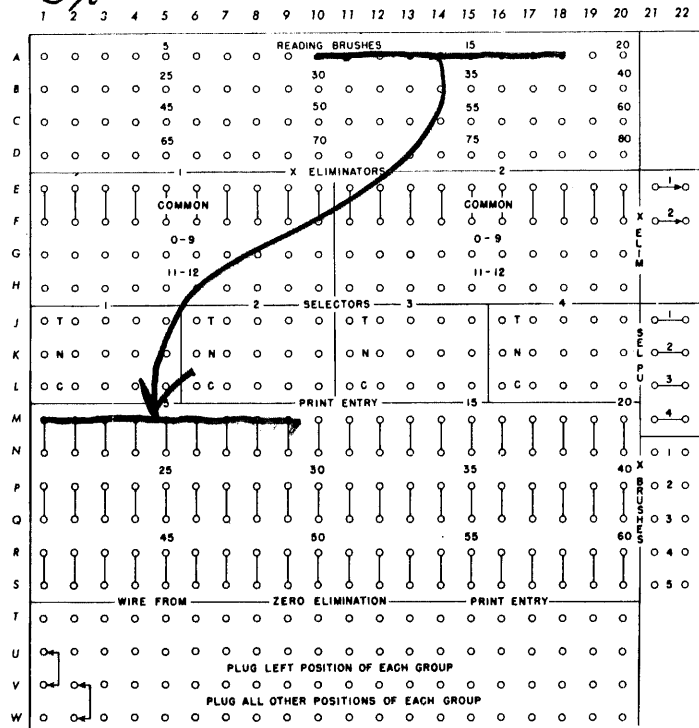 1 2 3 4 5 6 7 8 9 10 11 12 13 14 15 16 17 18 19 20 21 22
5 READING BRUSHES 15 20
A
25 30 35 40
B
45 50 55 60
C
65 70 75 80
D
1 X ELIMINATORS 2
E 1
COMMON COMMON
F 2
0-9 0-9
G
11-12 11-12
H
X ELIM
1 2 SELECTORS 3 4
J T T T T 1
K N N N N 2
L C C C C 3
SEL PU
5 PRINT ENTRY 15 20
M 4
N 1
25 30 35 40
P 2
Q 3
45 50 55 60
R 4
S 5
X BRUSHES
WIRE FROM ZERO ELIMINATION PRINT ENTRY
T
U
PLUG LEFT POSITION OF EACH GROUP
V
PLUG ALL OTHER POSITIONS OF EACH GROUP
W